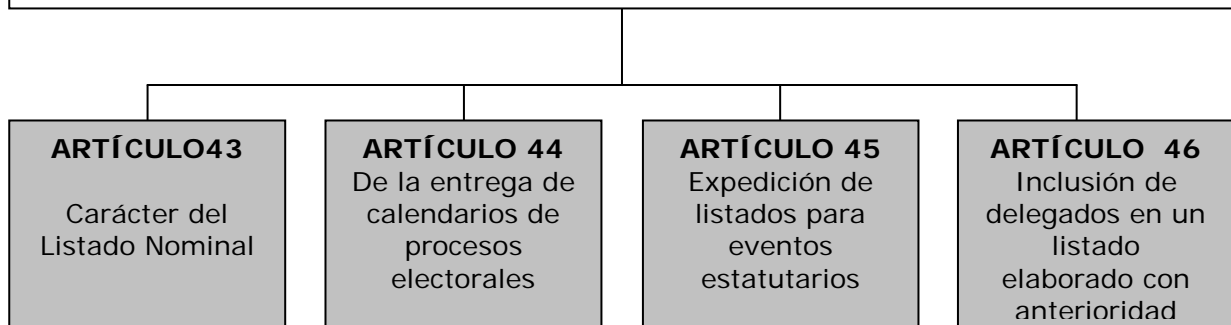 ARTÍCULO43
Carácter del
Listado Nominal
ARTÍCULO 44
De la entrega de
calendarios de
procesos
electorales
ARTÍCULO 45
Expedición de
listados para
eventos
estatutarios
ARTÍCULO 46
Inclusión de
delegados en un
listado
elaborado con
anterioridad